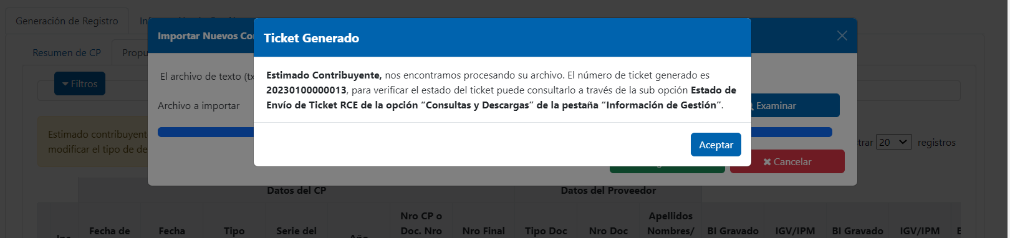 Generación de Registro
Resumen de CP
Filtros
Importar Nuevos
Ticket Generado
Estimado Contribuyente, nos encontramos procesando su archivo. El número de ticket generado es
20230100000013, para verificar el estado del ticket puede consultarlo a través de la sub opción Estado de
Envío de Ticket RCE de la opción “Consultas y Descargas” de la pestaña “Información de Gestión”.
Aceptar
El archivo de texto
Archivo a importar
Examinar
Cancelar
Estimado contribuyente
modificar el tipo de
20 registros
Datos del CP
Datos del Proveedor
Nro CP o
Apellidos
Fecha de
Fecha
Tipo
Serie del
Año
Doc. Nro
Nro Final
Tipo Doc
Nro Doc
Nombres/
BI Gravado
IGV/IPM
BI Gravado
IGV/IPM